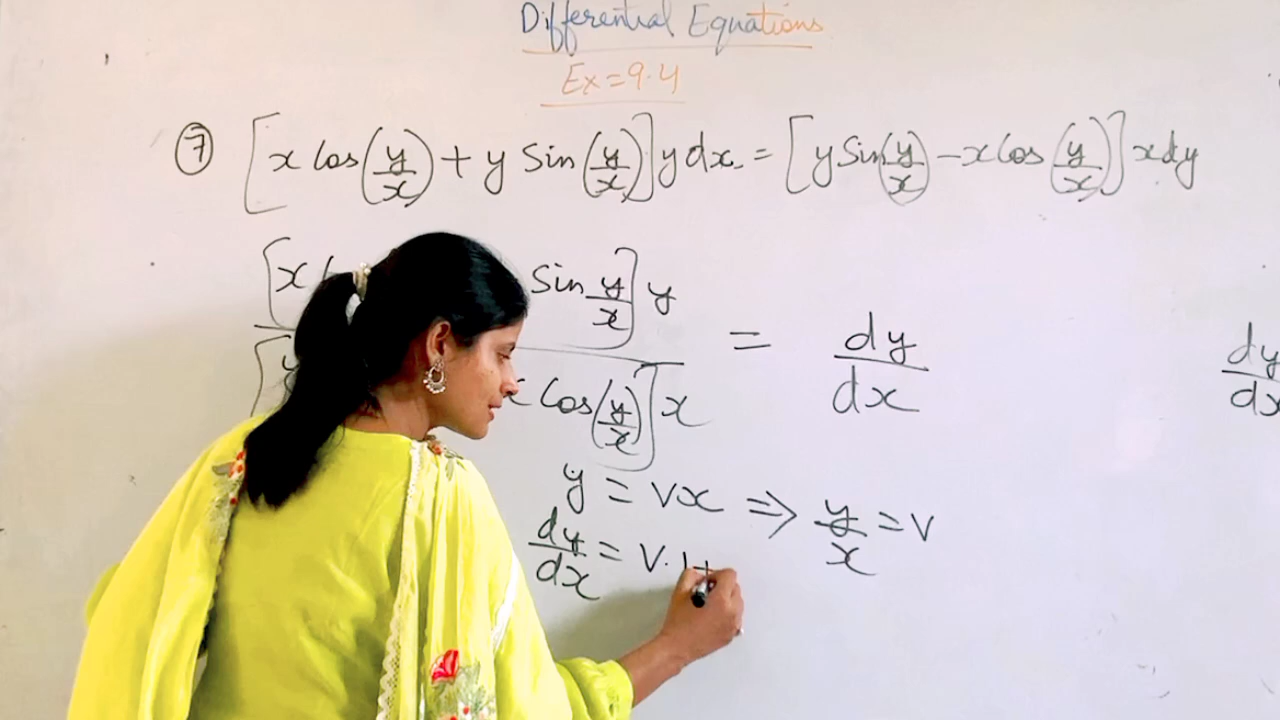 Differential Equations
Ex=9.4
⑦ [x Cos(y/x) + y Sin(y/x)] y dx = [y Sin(y/x) - x Cos(y/x)] x dy
[x Sin y/x] y
x Cos(y/x)] x
= dy/dx
dy/dx
y = vx ⇒ y/x = v
dy/dx = v.1+